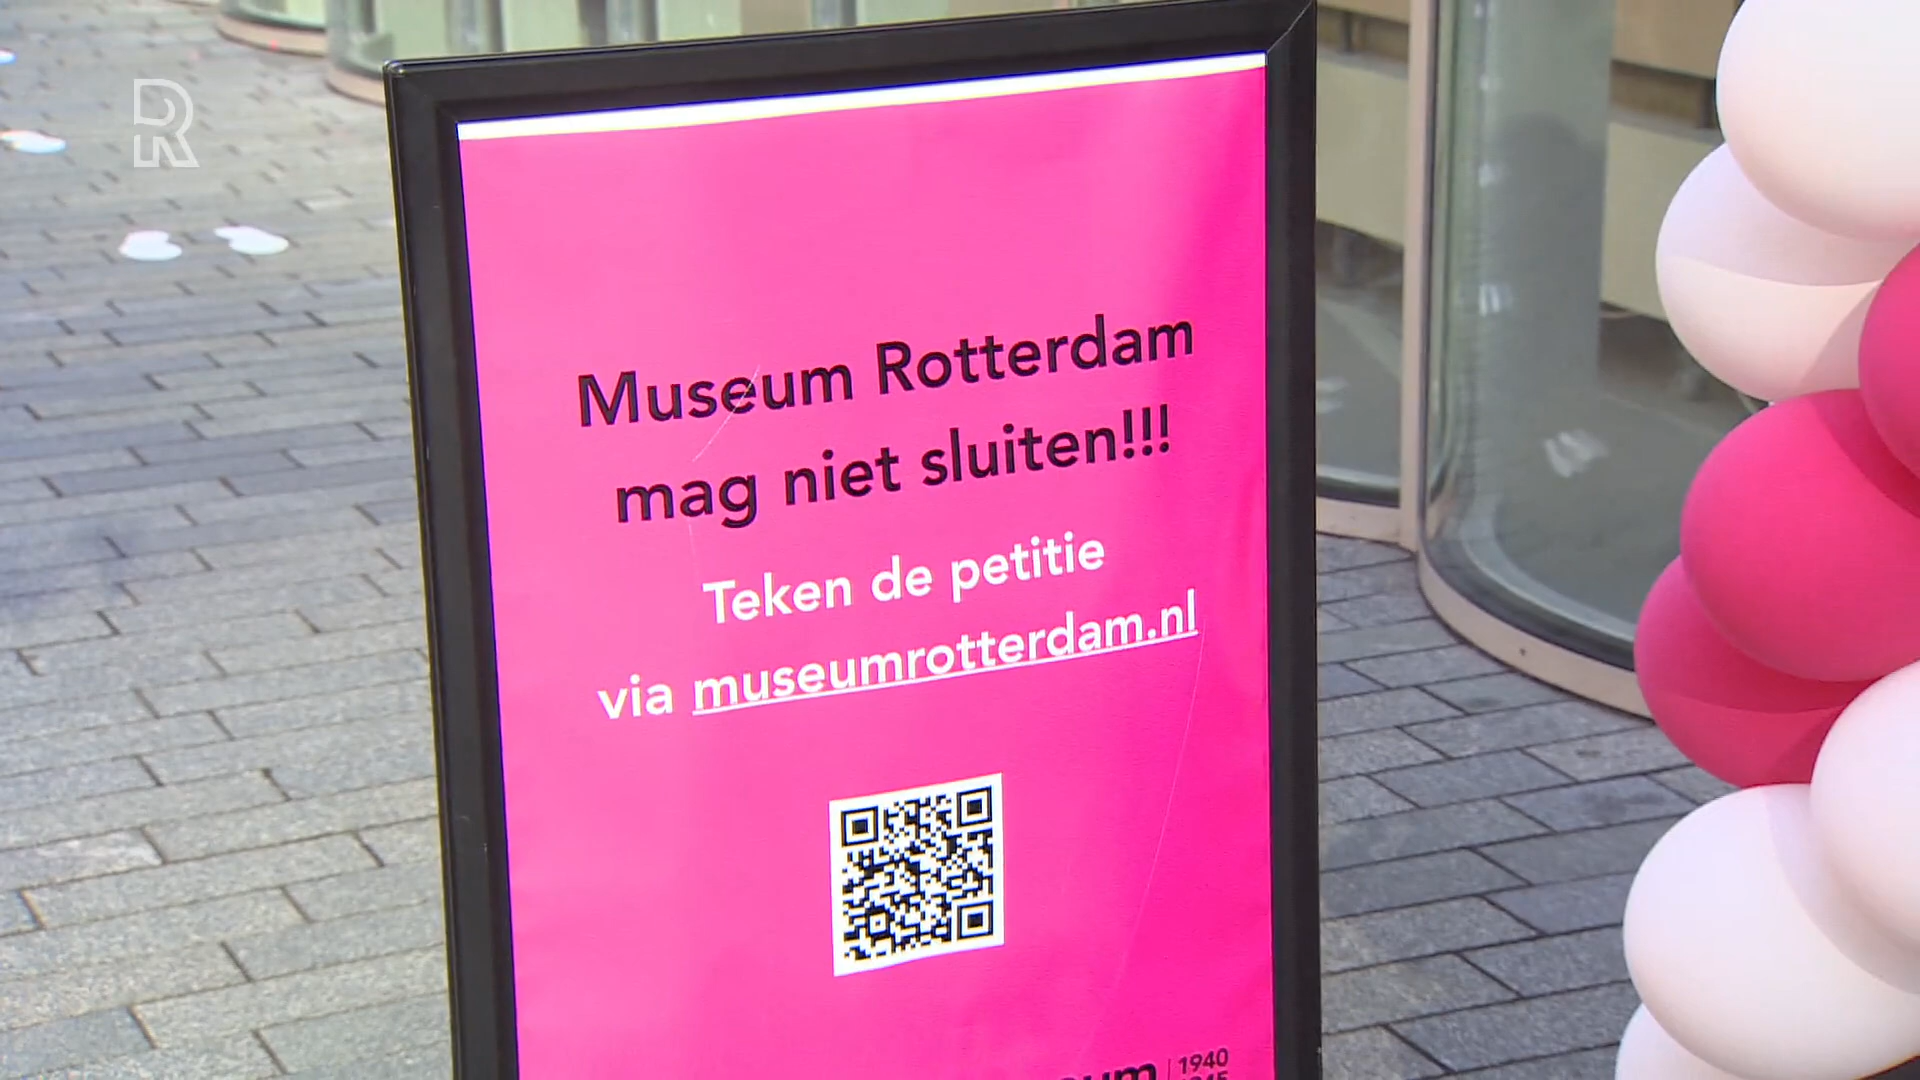 R
Museum Rotterdam
mag niet sluiten!!!
Teken de petitie
via museumrotterdam.nl
1940